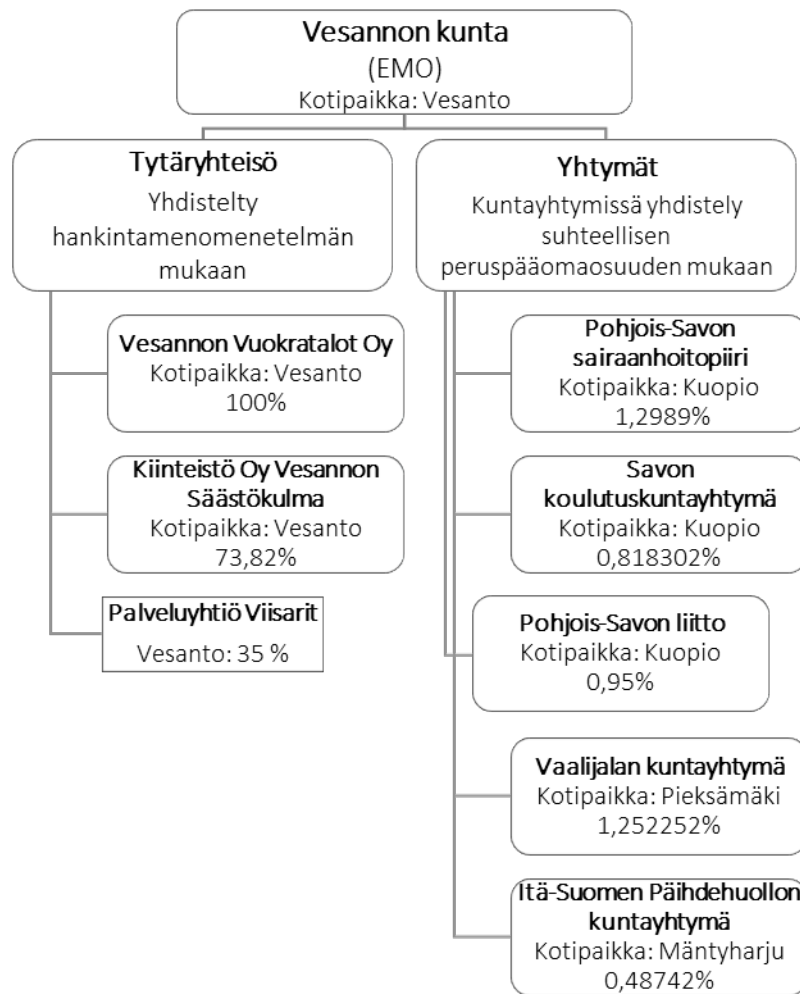 Vesannon kunta
(EMO)
Kotipaikka: Vesanto
Tytäryhteisö
Yhdistelty
hankintamenomenetelmän
mukaan
Vesannon Vuokratalot Oy
Kotipaikka: Vesanto
100%
Kiinteistö Oy Vesannon
Säästökulma
Kotipaikka: Vesanto
73,82%
Palveluyhtiö Viisarit
Vesanto: 35 %
Yhtymät
Kuntayhtymissä yhdistely
suhteellisen
peruspääomaosuuden mukaan
Pohjois-Savon
sairaanhoitopiiri
Kotipaikka: Kuopio
1,2989%
Savon
koulutuskuntayhtymä
Kotipaikka: Kuopio
0,818302%
Pohjois-Savon liitto
Kotipaikka: Kuopio
0,95%
Vaalijalan kuntayhtymä
Kotipaikka: Pieksämäki
1,252252%
Itä-Suomen Päihdehuollon
kuntayhtymä
Kotipaikka: Mäntyharju
0,48742%